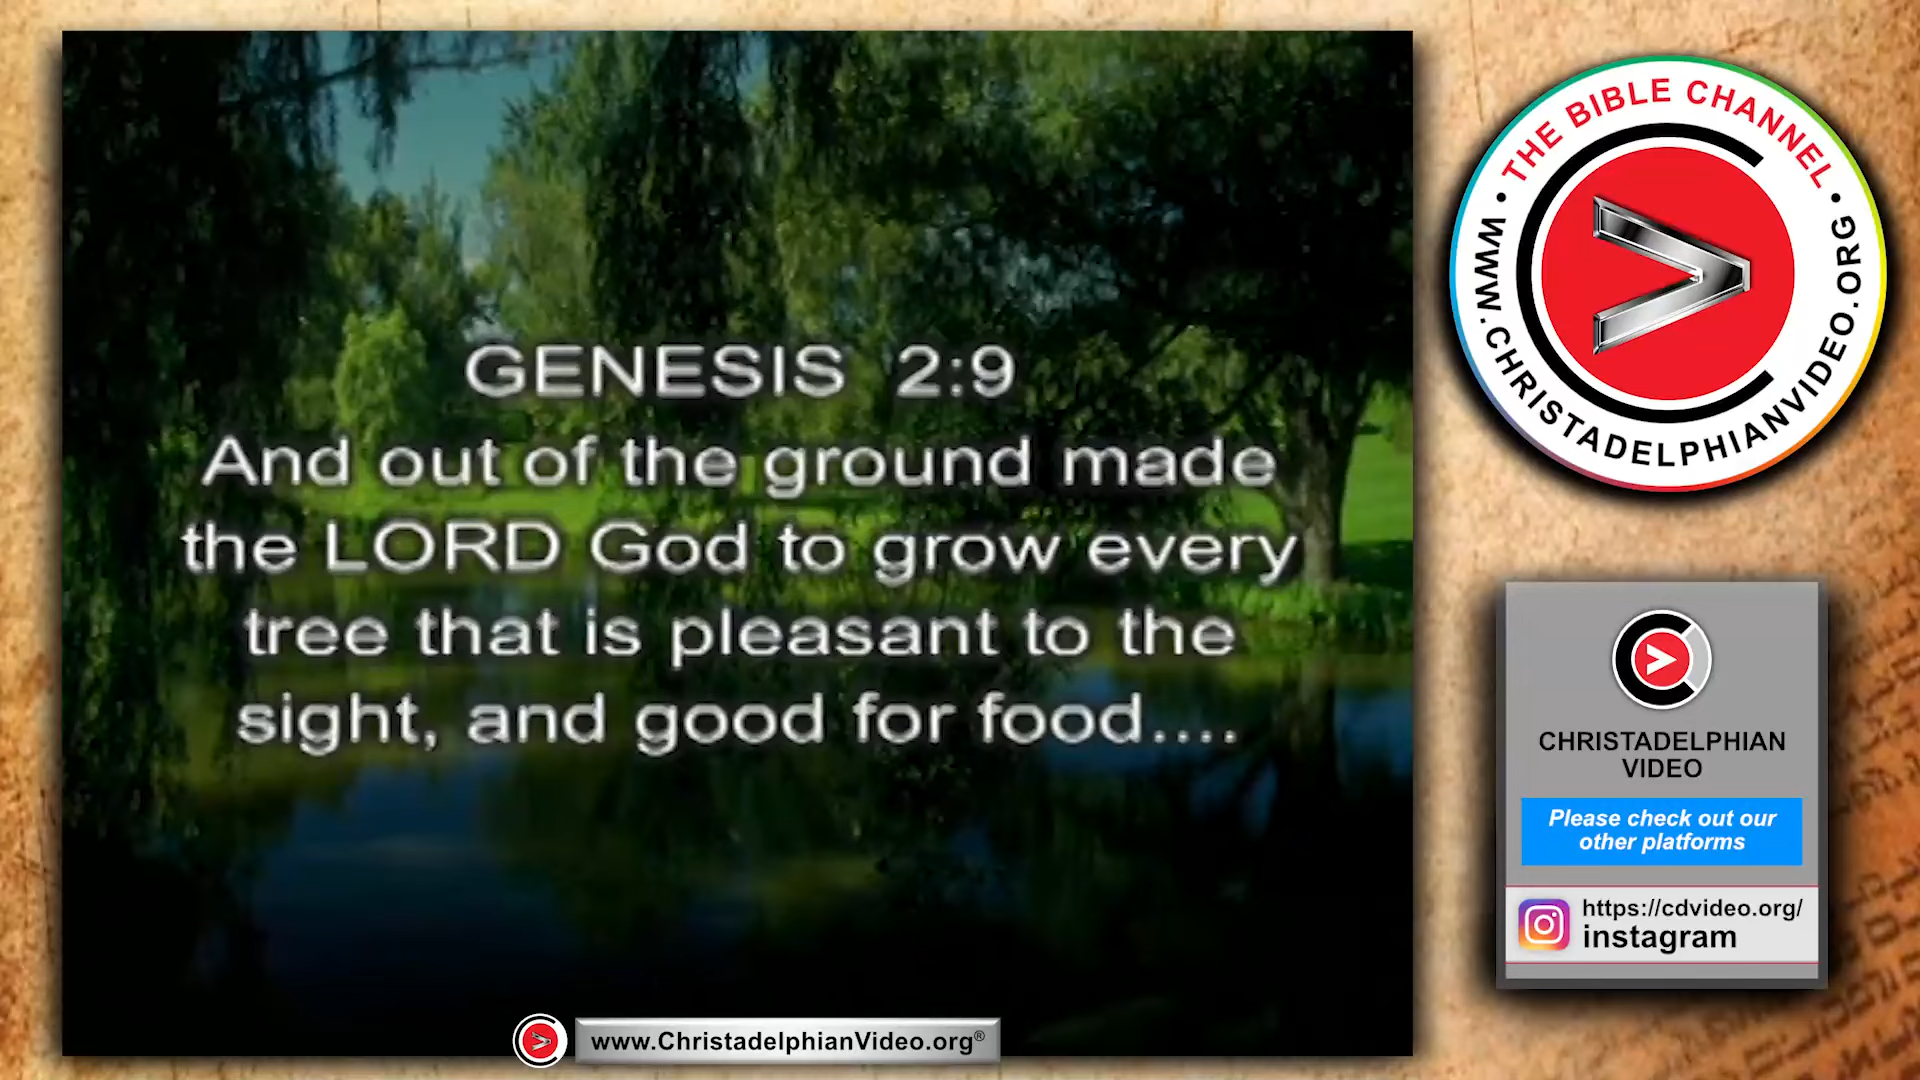 GENESIS 2:9
And out of the ground made
the LORD God to grow every
tree that is pleasant to the
sight, and good for food....
www.ChristadelphianVideo.org®
• THE BIBLE CHANNEL •
WWW.CHRISTADELPHIANVIDEO.ORG
CHRISTADELPHIAN
VIDEO
Please check out our
other platforms
https://cdvideo.org/
instagram